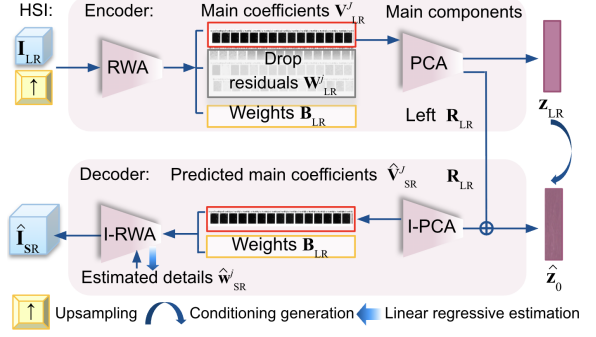 HSI: Encoder: Main coefficients V^J_LR Main components
I_LR
↑
RWA
Drop
residuals W^j_LR
Weights B_LR
PCA
Left R_LR
z_LR
Decoder: Predicted main coefficients V̂^J_SR R_LR
Î_SR
I-RWA
Weights B_LR
I-PCA
Estimated details ŵ^j_SR
ẑ_0
↑ Upsampling Conditioning generation Linear regressive estimation